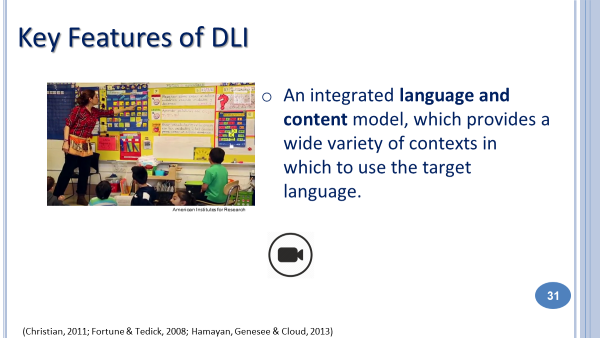 Key Features of DLI
o An integrated language and
content model, which provides a
wide variety of contexts in
which to use the target
language.
American Institutes for Research
31
(Christian, 2011; Fortune & Tedick, 2008; Hamayan, Genesee & Cloud, 2013)